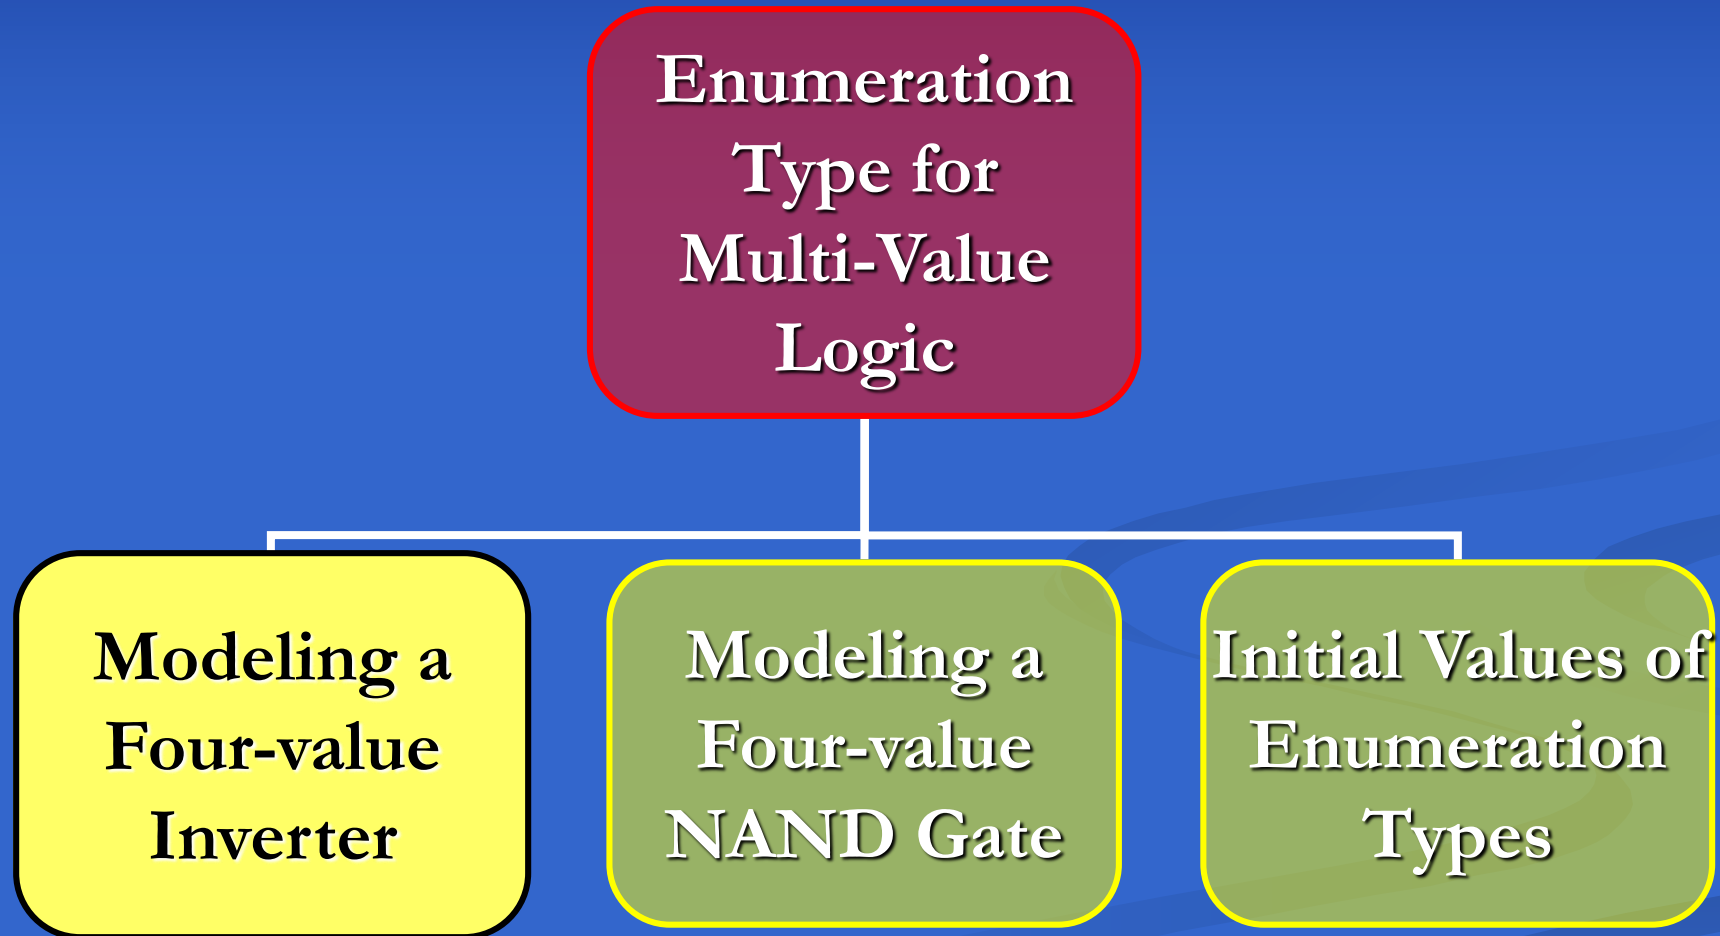 Enumeration
Type for
Multi-Value
Logic
Modeling a
Four-value
Inverter
Modeling a
Four-value
NAND Gate
Initial Values of
Enumeration
Types